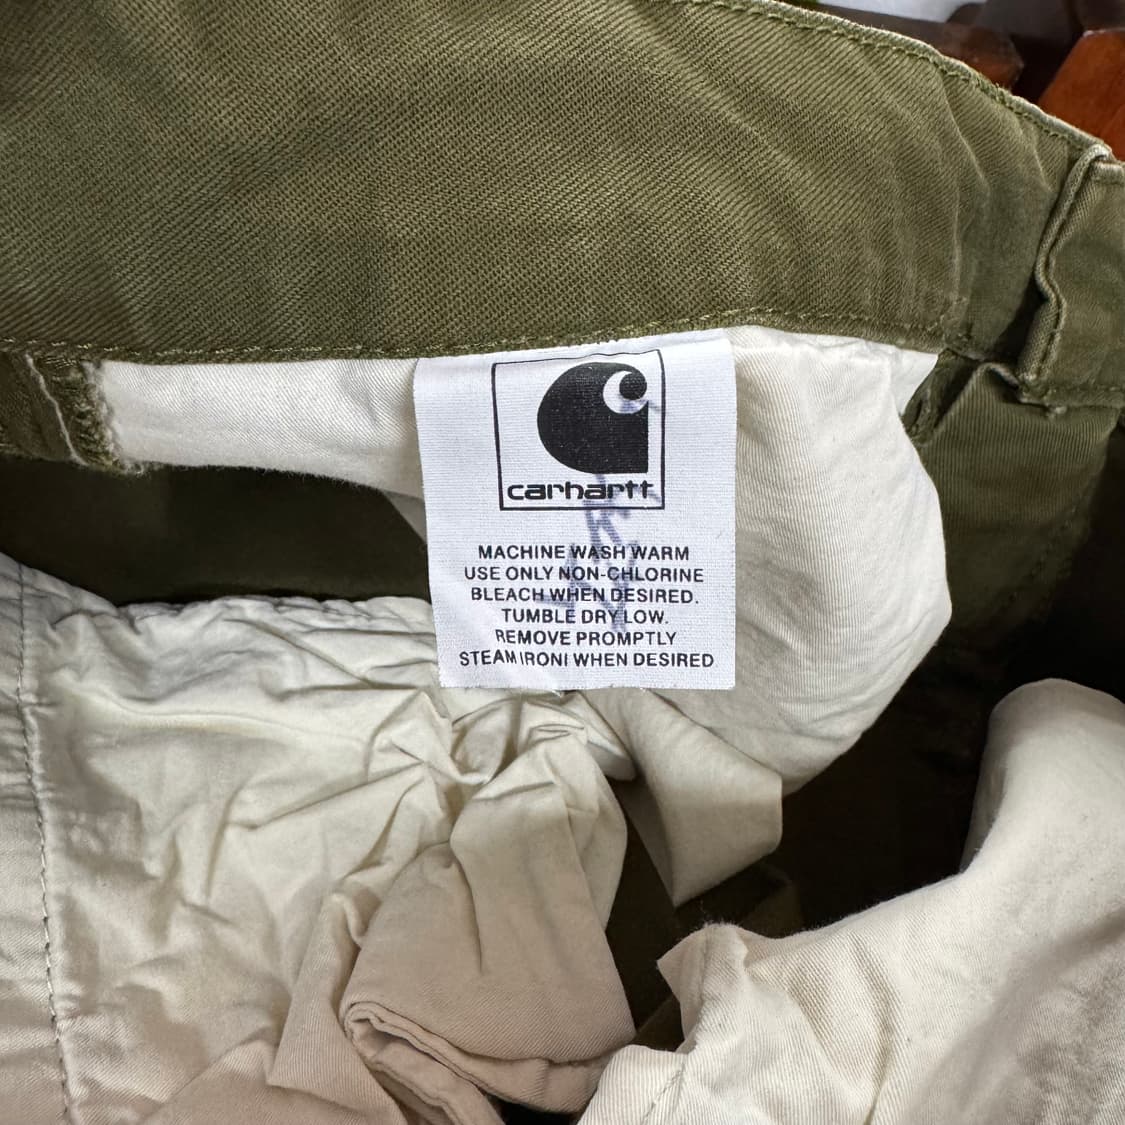 carhartt
MACHINE WASH WARM
USE ONLY NON-CHLORINE
BLEACH WHEN DESIRED.
TUMBLE DRY LOW.
REMOVE PROMPTLY
STEAM IRONI WHEN DESIRED